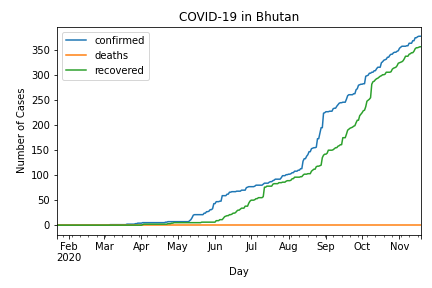 COVID-19 in Bhutan
confirmed
deaths
recovered
Number of Cases
350
300
250
200
150
100
50
0
Feb Mar Apr May Jun Jul Aug Sep Oct Nov
2020
Day